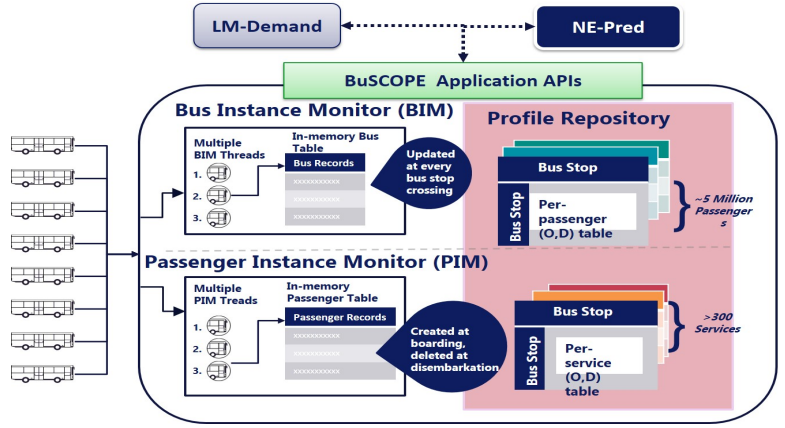 LM-Demand
NE-Pred
BuSCOPE Application APIs
Bus Instance Monitor (BIM)
Multiple
BIM Threads
1.
2.
3.
In-memory Bus
Table
Bus Records
xxxxxxxxxxx
xxxxxxxxxxx
xxxxxxxxxxx
Updated
at every
bus stop
crossing
Profile Repository
Bus Stop
Bus Stop
Per-
passenger
(O,D) table
~5 Million
Passenger
s
Passenger Instance Monitor (PIM)
Multiple
PIM Treads
1.
2.
3.
In-memory
Passenger Table
Passenger Records
xxxxxxxxxxx
xxxxxxxxxxx
xxxxxxxxxxx
Created at
boarding,
deleted at
disembarkation
Bus Stop
Bus Stop
Per-
service
(O,D)
table
>300
Services